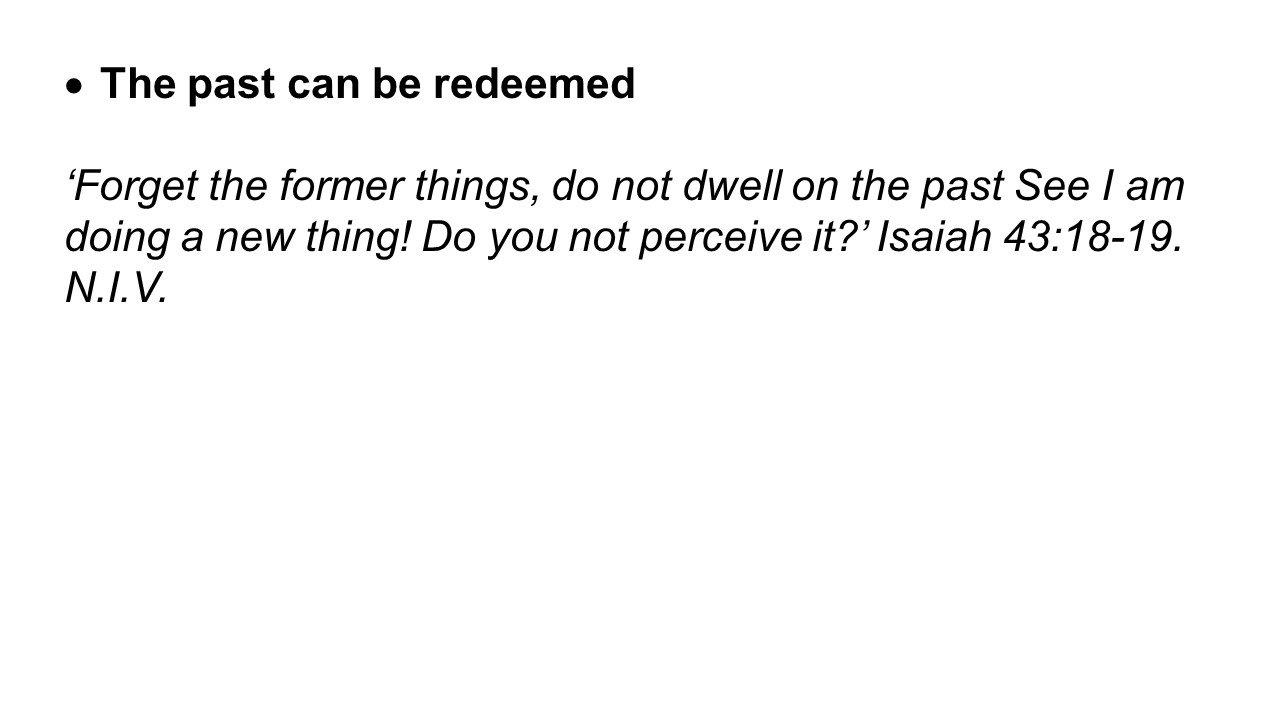 • The past can be redeemed
‘Forget the former things, do not dwell on the past See I am
doing a new thing! Do you not perceive it?’ Isaiah 43:18-19.
N.I.V.